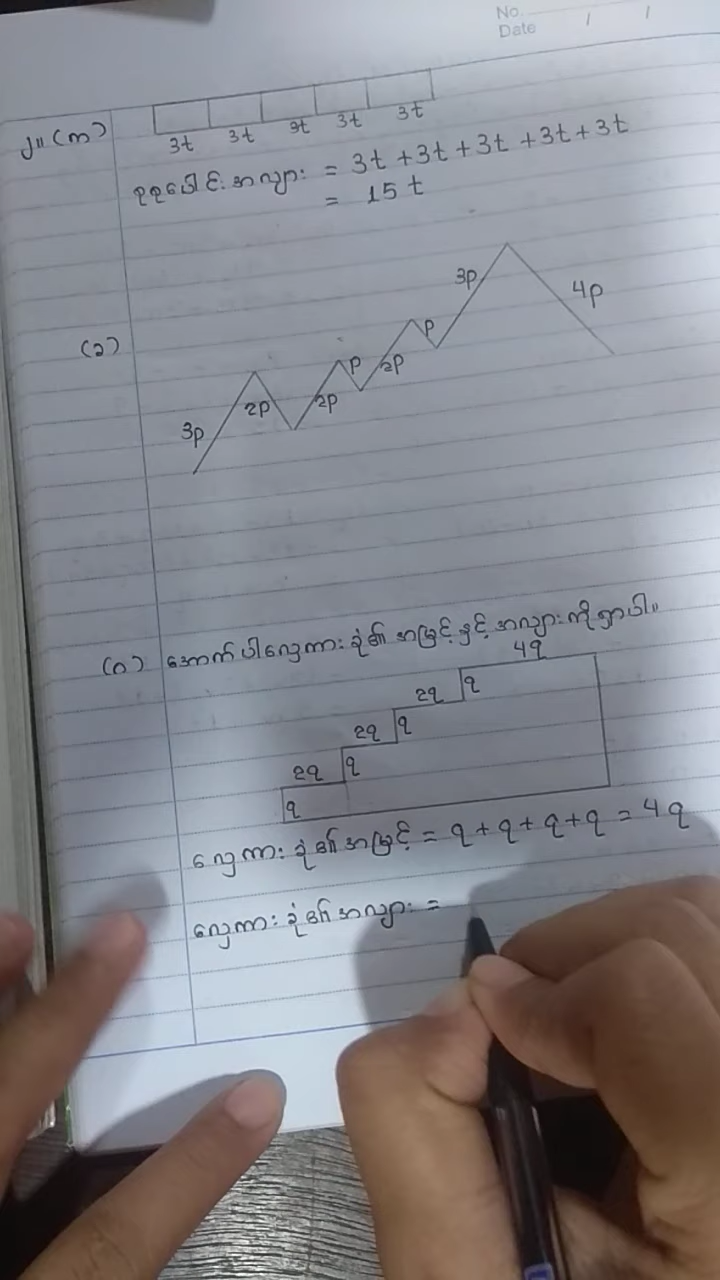 No.
Date / /
၂။ (က)
3t 3t 3t 3t 3t
စုစုပေါင်း အလျား = 3t + 3t + 3t + 3t + 3t
= 15 t
(ခ)
3p 2p 2p p 2p p 3p 4p
(ဂ) အောက်ပါလှေကားခုံ၏ အမြင့်နှင့် အလျားကိုရှာပါ။
4q
2q q
2q q
2q q
q
လှေကားခုံ၏အမြင့် = q + q + q + q = 4q
လှေကားခုံ၏အလျား =